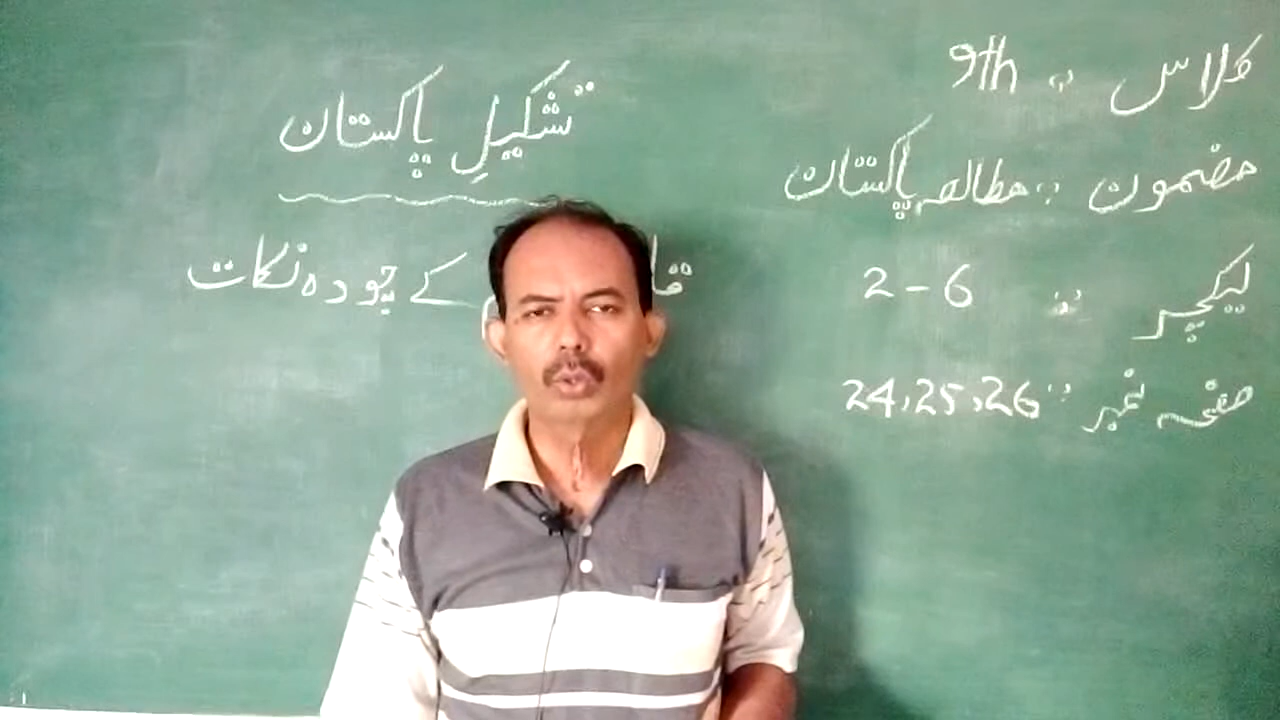 کلاس : 9th
مضمون : مطالعہ پاکستان
لیکچر : 2-6
صفحہ نمبر : 24،25،26
تشکیلِ پاکستان
کے چودہ نکات